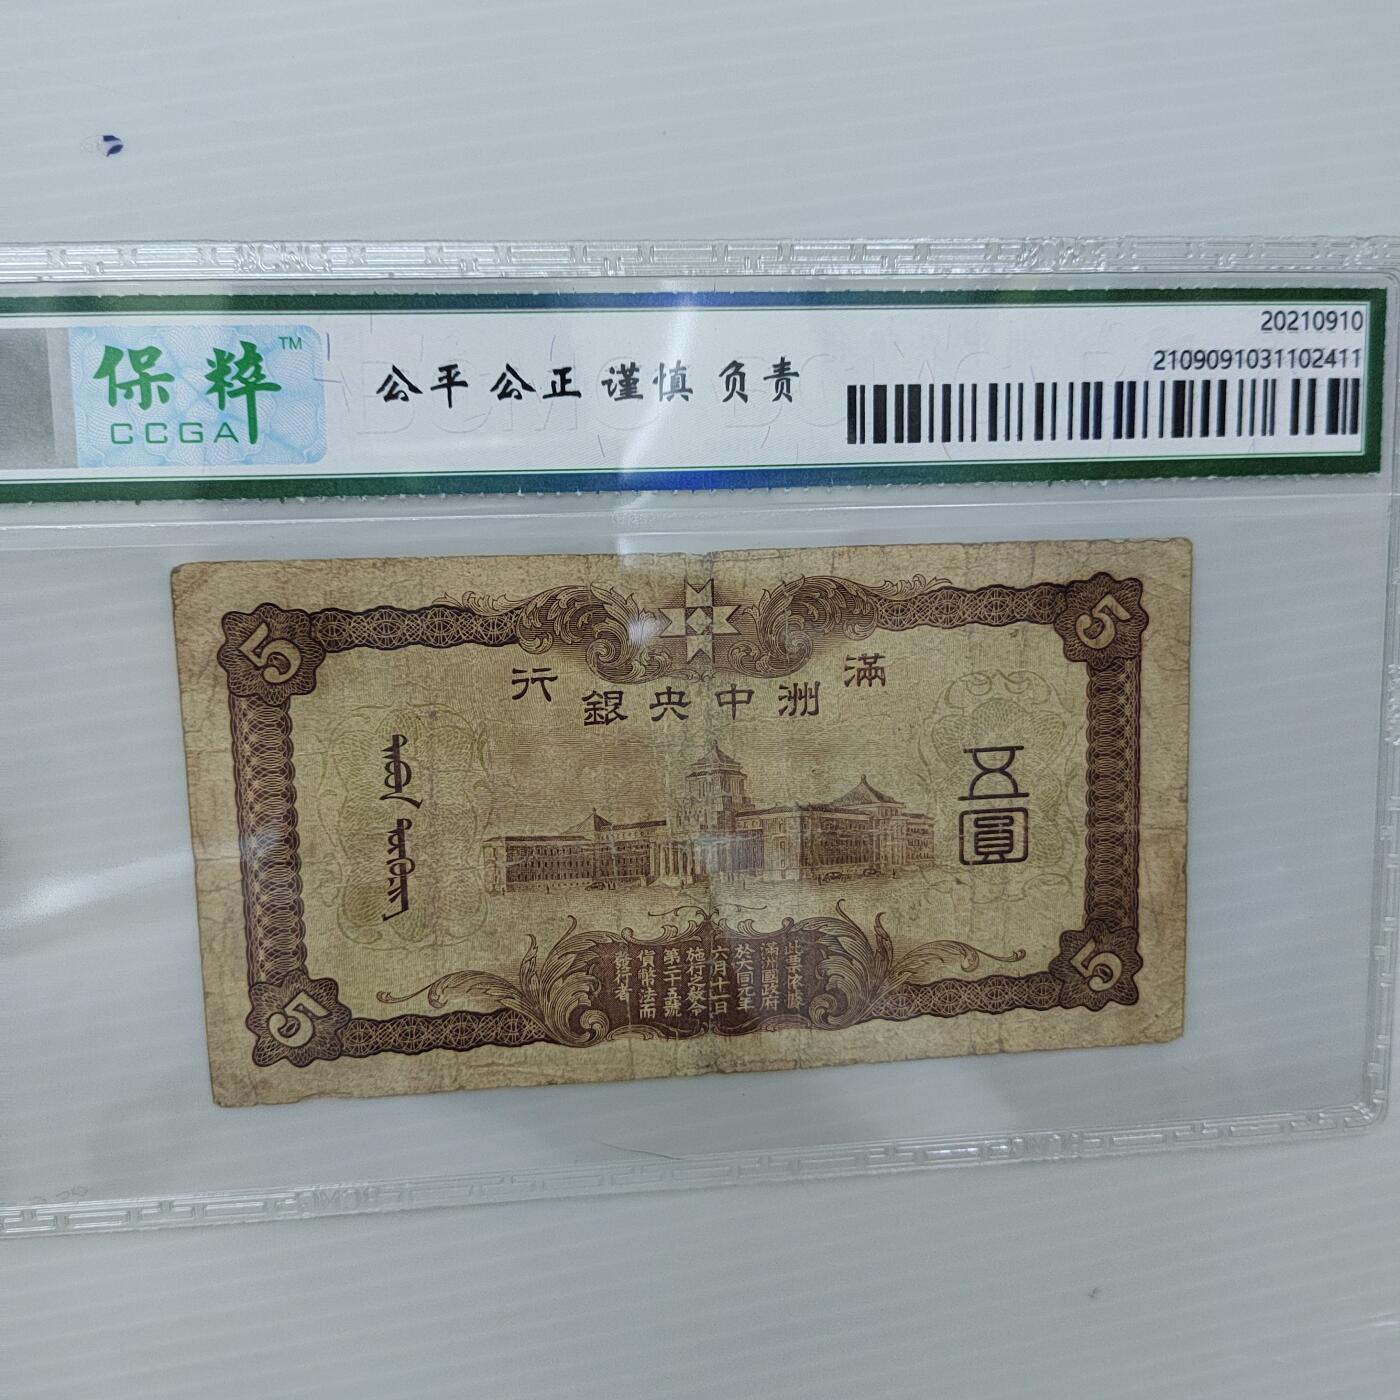 20210910
保粹 TM
公平 公正 谨慎 负责
2109091031102411
CCGA
5
5
滿洲中央銀行
五圓
此票依據
滿洲國政府
於大同元年
六月十一日
施行之敎令
第二十五號
貨幣法而
發行者
5
5